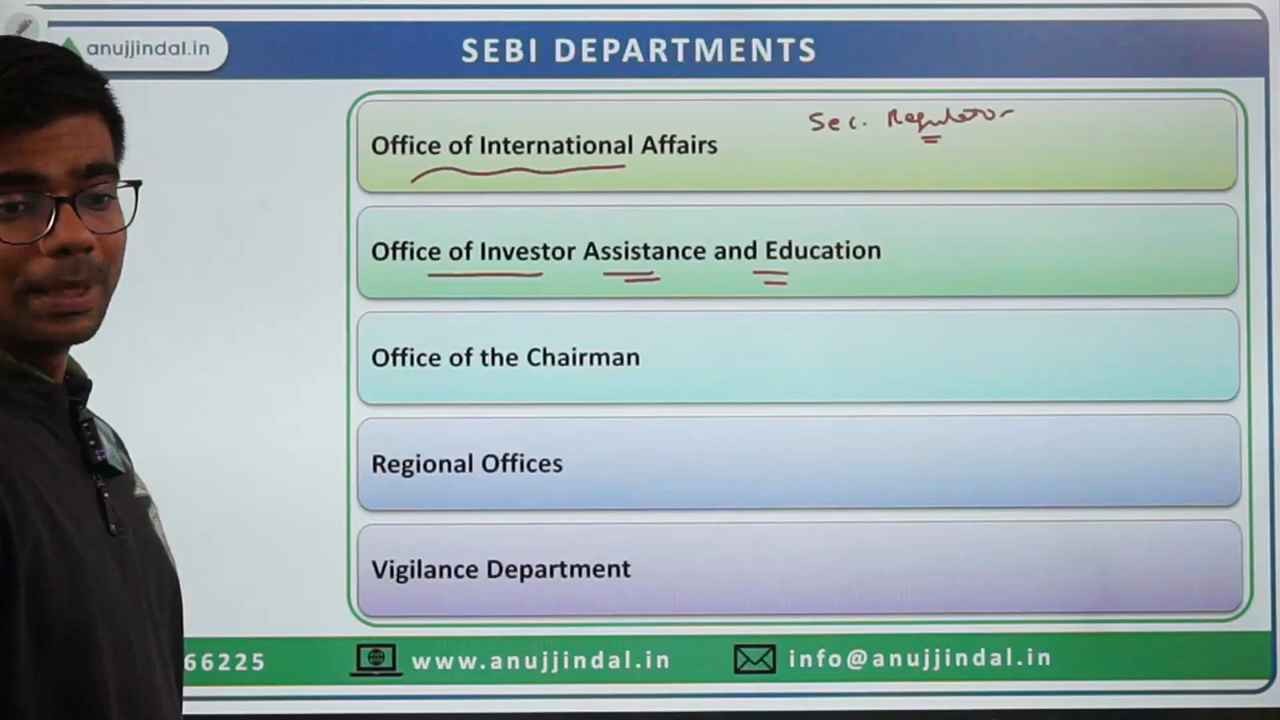 anujjindal.in
SEBI DEPARTMENTS
Sec. Regulator
Office of International Affairs
Office of Investor Assistance and Education
Office of the Chairman
Regional Offices
Vigilance Department
66225
www.anujjindal.in
info@anujjindal.in